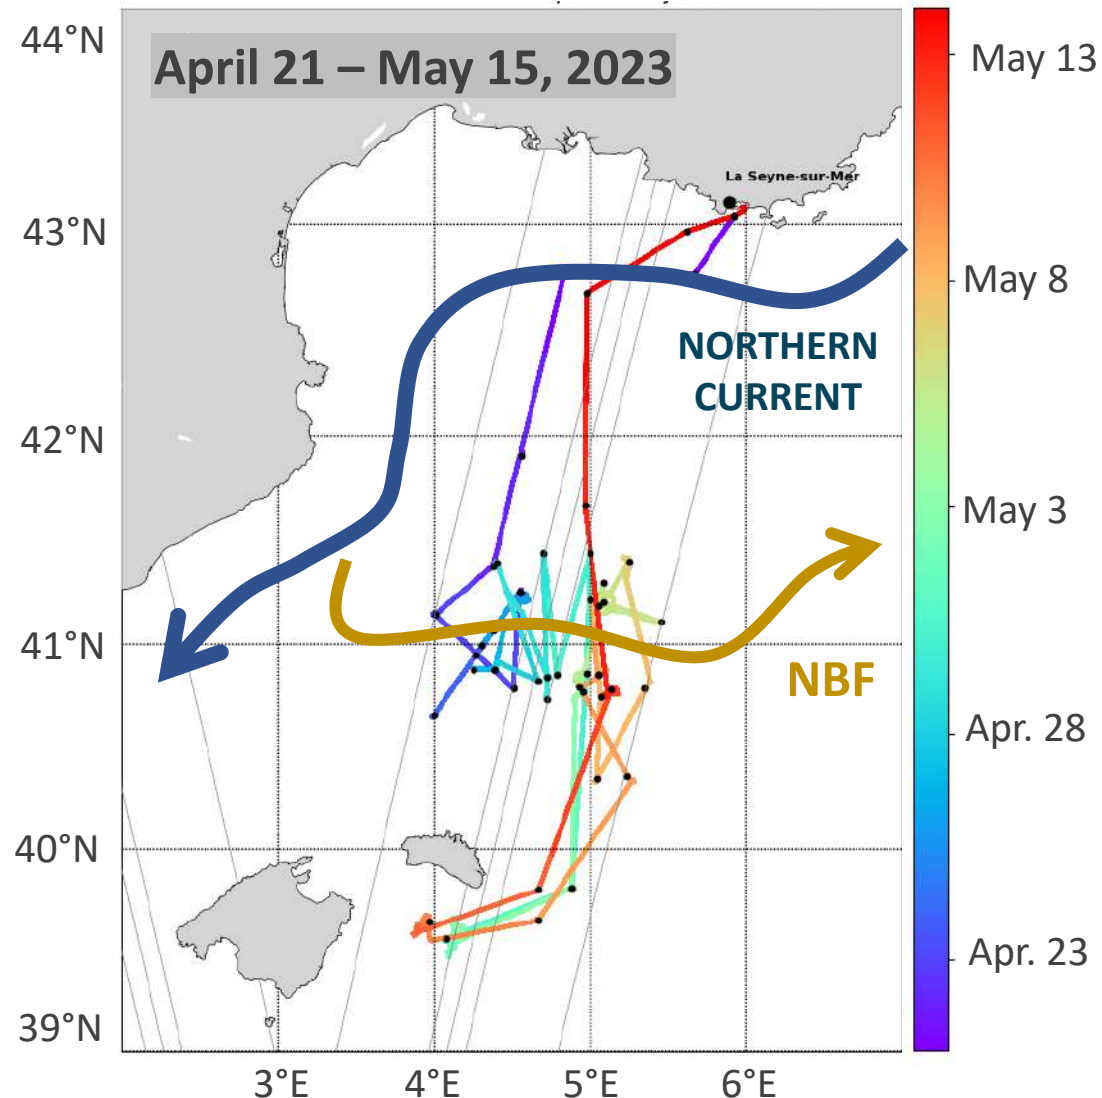 April 21 – May 15, 2023
44°N
43°N
42°N
41°N
40°N
39°N
3°E
4°E
5°E
6°E
La Seyne-sur-Mer
NORTHERN
CURRENT
NBF
May 13
May 8
May 3
Apr. 28
Apr. 23